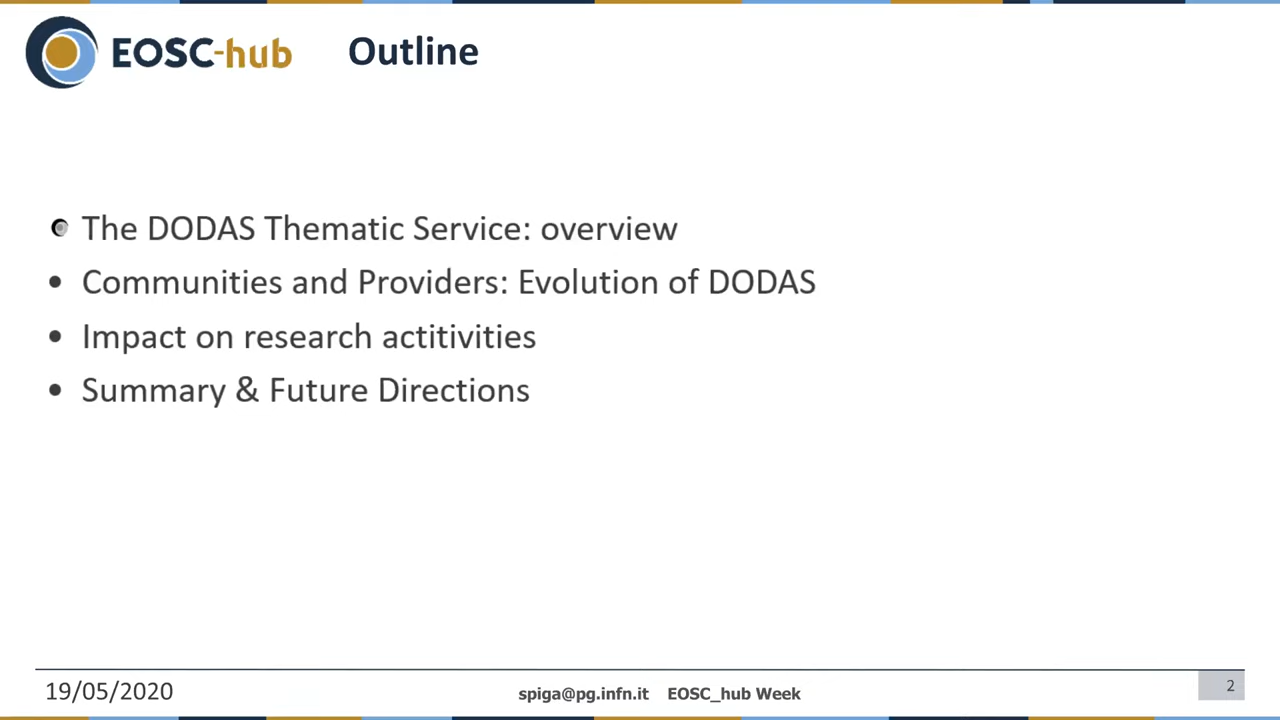 EOSC-hub
Outline
• The DODAS Thematic Service: overview
• Communities and Providers: Evolution of DODAS
• Impact on research actitivities
• Summary & Future Directions
19/05/2020
spiga@pg.infn.it EOSC_hub Week
2